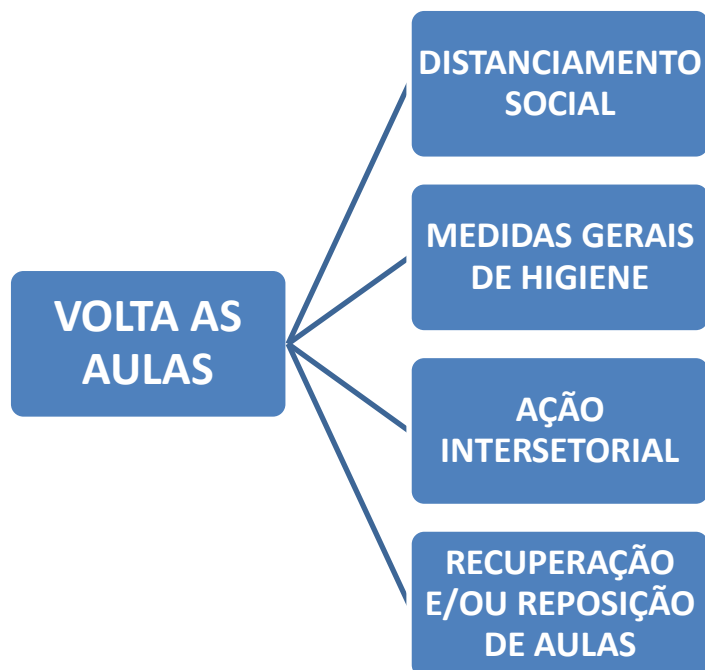 VOLTA AS
AULAS
DISTANCIAMENTO
SOCIAL
MEDIDAS GERAIS
DE HIGIENE
AÇÃO
INTERSETORIAL
RECUPERAÇÃO
E/OU REPOSIÇÃO
DE AULAS